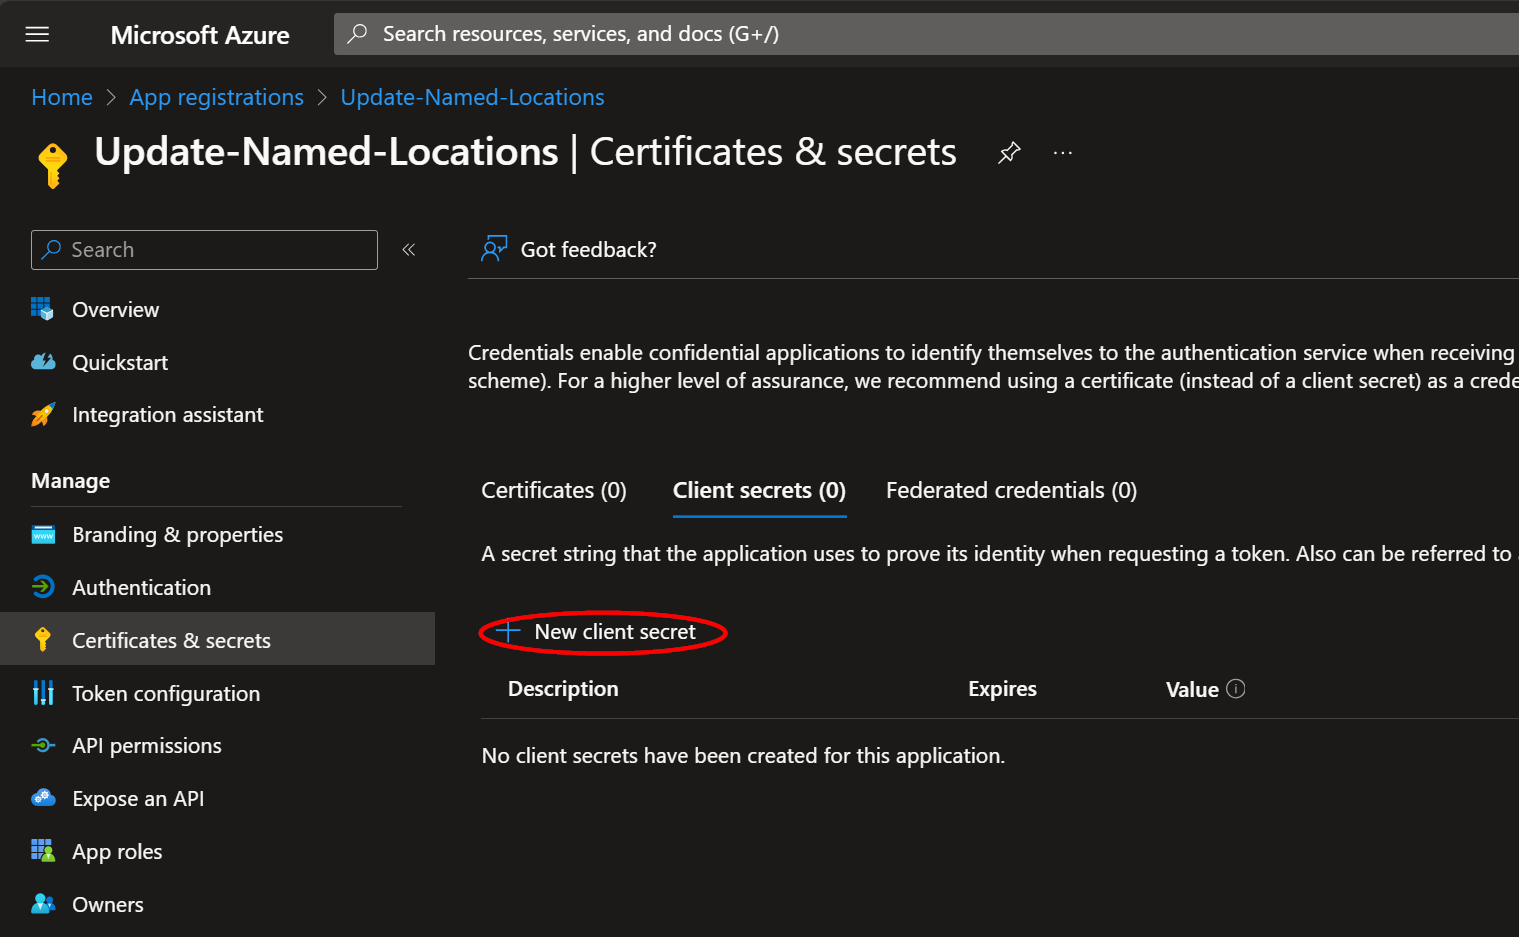 Microsoft Azure
Search resources, services, and docs (G+/)
Home > App registrations > Update-Named-Locations
Update-Named-Locations | Certificates & secrets ...
Search «
Got feedback?
Overview
Quickstart
Integration assistant
Manage
Branding & properties
Authentication
Certificates & secrets
Token configuration
API permissions
Expose an API
App roles
Owners
Credentials enable confidential applications to identify themselves to the authentication service when receiving
scheme). For a higher level of assurance, we recommend using a certificate (instead of a client secret) as a crede
Certificates (0) Client secrets (0) Federated credentials (0)
A secret string that the application uses to prove its identity when requesting a token. Also can be referred to
+ New client secret
Description Expires Value
No client secrets have been created for this application.